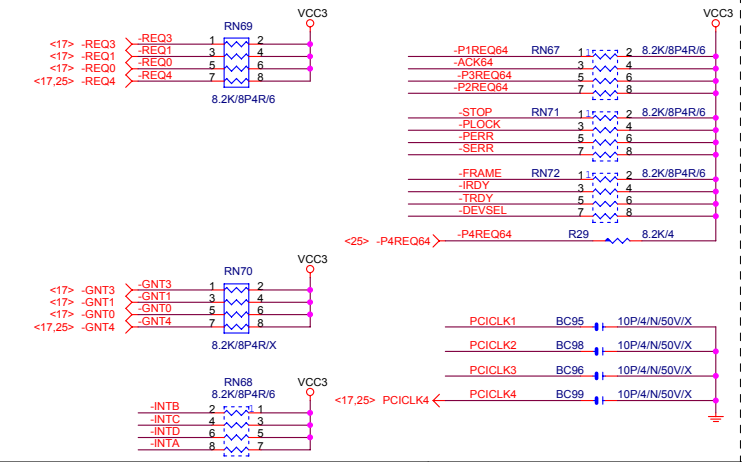 VCC3
RN69
<17> -REQ3 -REQ3 1 2
<17> -REQ1 -REQ1 3 4
<17> -REQ0 -REQ0 5 6
<17,25> -REQ4 -REQ4 7 8
8.2K/8P4R/6
VCC3
-P1REQ64 RN67 1 1 2 8.2K/8P4R/6
-ACK64 3 4
-P3REQ64 5 6
-P2REQ64 7 8
-STOP RN71 1 1 2 8.2K/8P4R/6
-PLOCK 3 4
-PERR 5 6
-SERR 7 8
-FRAME RN72 1 1 2 8.2K/8P4R/6
-IRDY 3 4
-TRDY 5 6
-DEVSEL 7 8
<25> -P4REQ64 -P4REQ64 R29 8.2K/4
VCC3
RN70
<17> -GNT3 -GNT3 1 2
<17> -GNT1 -GNT1 3 4
<17> -GNT0 -GNT0 5 6
<17,25> -GNT4 -GNT4 7 8
8.2K/8P4R/X
PCICLK1 BC95 10P/4/N/50V/X
PCICLK2 BC98 10P/4/N/50V/X
PCICLK3 BC96 10P/4/N/50V/X
<17,25> PCICLK4 PCICLK4 BC99 10P/4/N/50V/X
RN68 VCC3
8.2K/8P4R/6
-INTB 2 1 1
-INTC 4 3
-INTD 6 5
-INTA 8 7